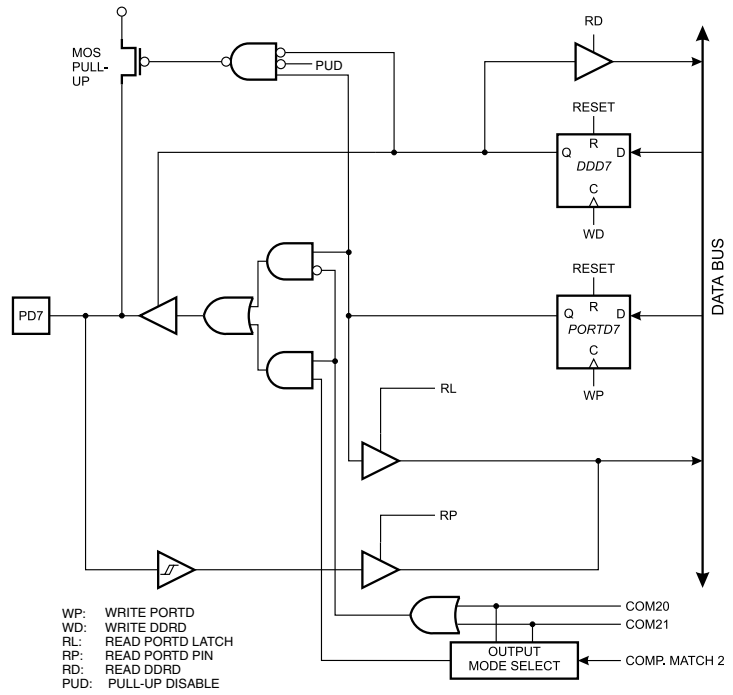 RD
MOS
PULL-
UP
PUD
RESET
R
Q D
DDD7
C
WD
DATA BUS
RESET
R
PD7
Q D
PORTD7
C
WP
RL
RP
WP: WRITE PORTD
WD: WRITE DDRD
RL: READ PORTD LATCH
RP: READ PORTD PIN
RD: READ DDRD
PUD: PULL-UP DISABLE
COM20
COM21
OUTPUT
MODE SELECT
COMP. MATCH 2